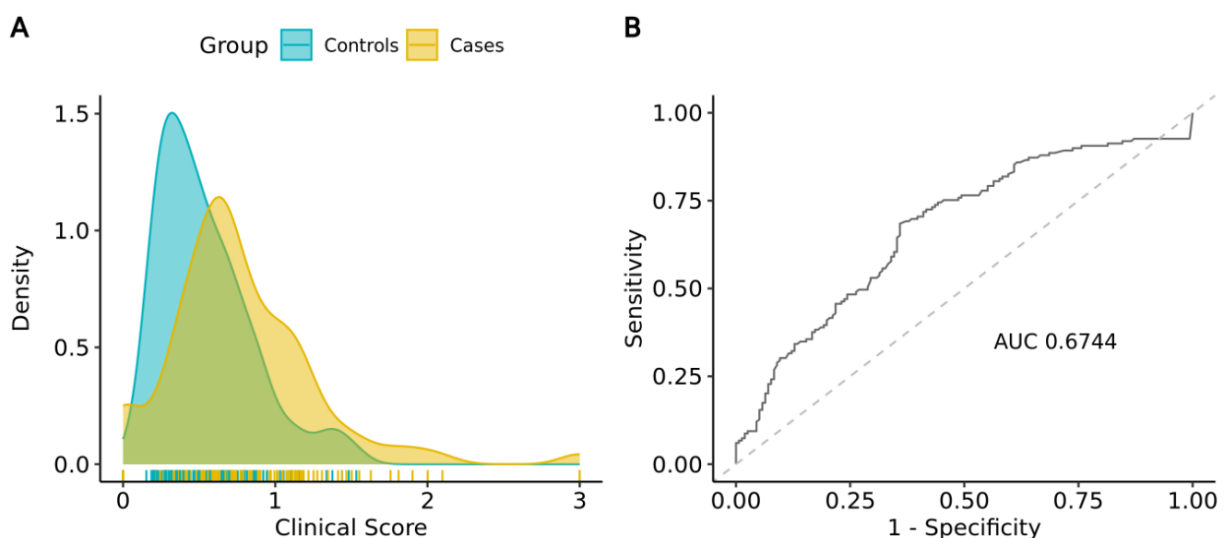 A
Group Controls Cases
1.5
1.0
0.5
0.0
Density
0 1 2 3
Clinical Score
B
1.00
0.75
0.50
0.25
0.00
Sensitivity
AUC 0.6744
0.00 0.25 0.50 0.75 1.00
1 - Specificity